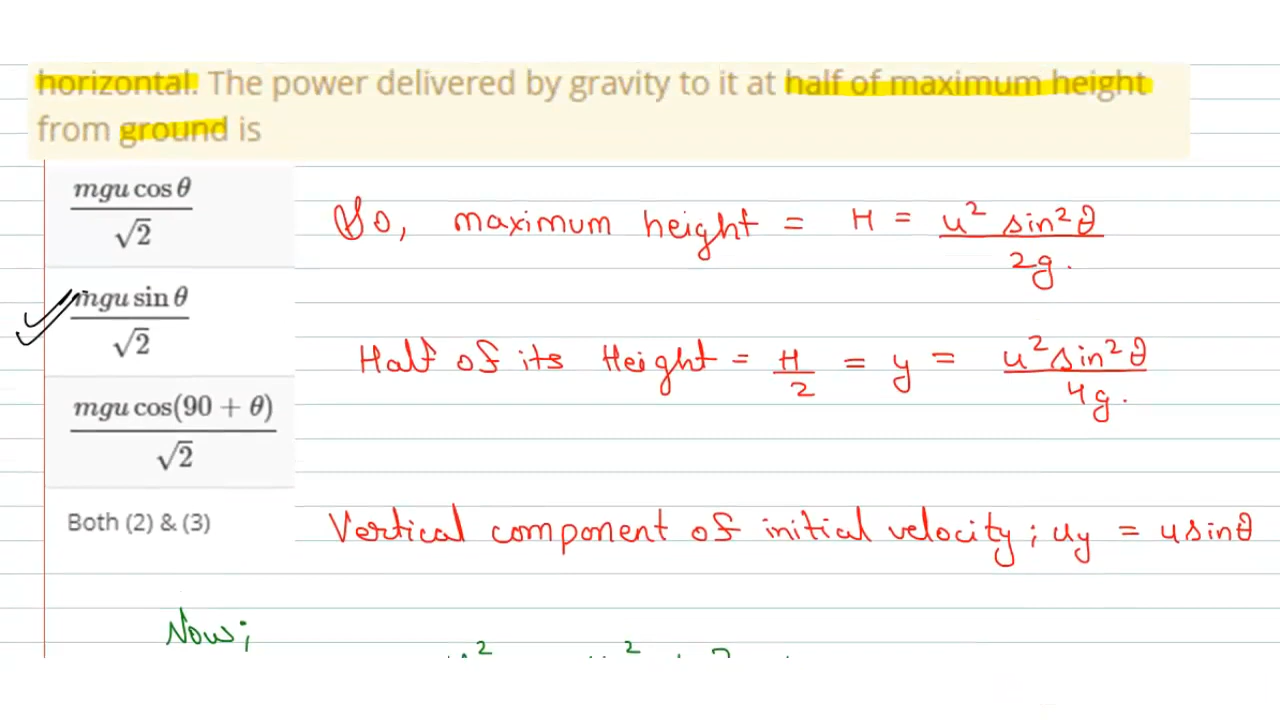 horizontal. The power delivered by gravity to it at half of maximum height
from ground is
mgu cos θ / √2
So, maximum height = H = u² sin²θ / 2g.
mgu sin θ / √2
Half of its Height = H/2 = y = u² sin²θ / 4g.
mgu cos(90 + θ) / √2
Both (2) & (3)
Vertical component of initial velocity; uy = u sinθ
Now;